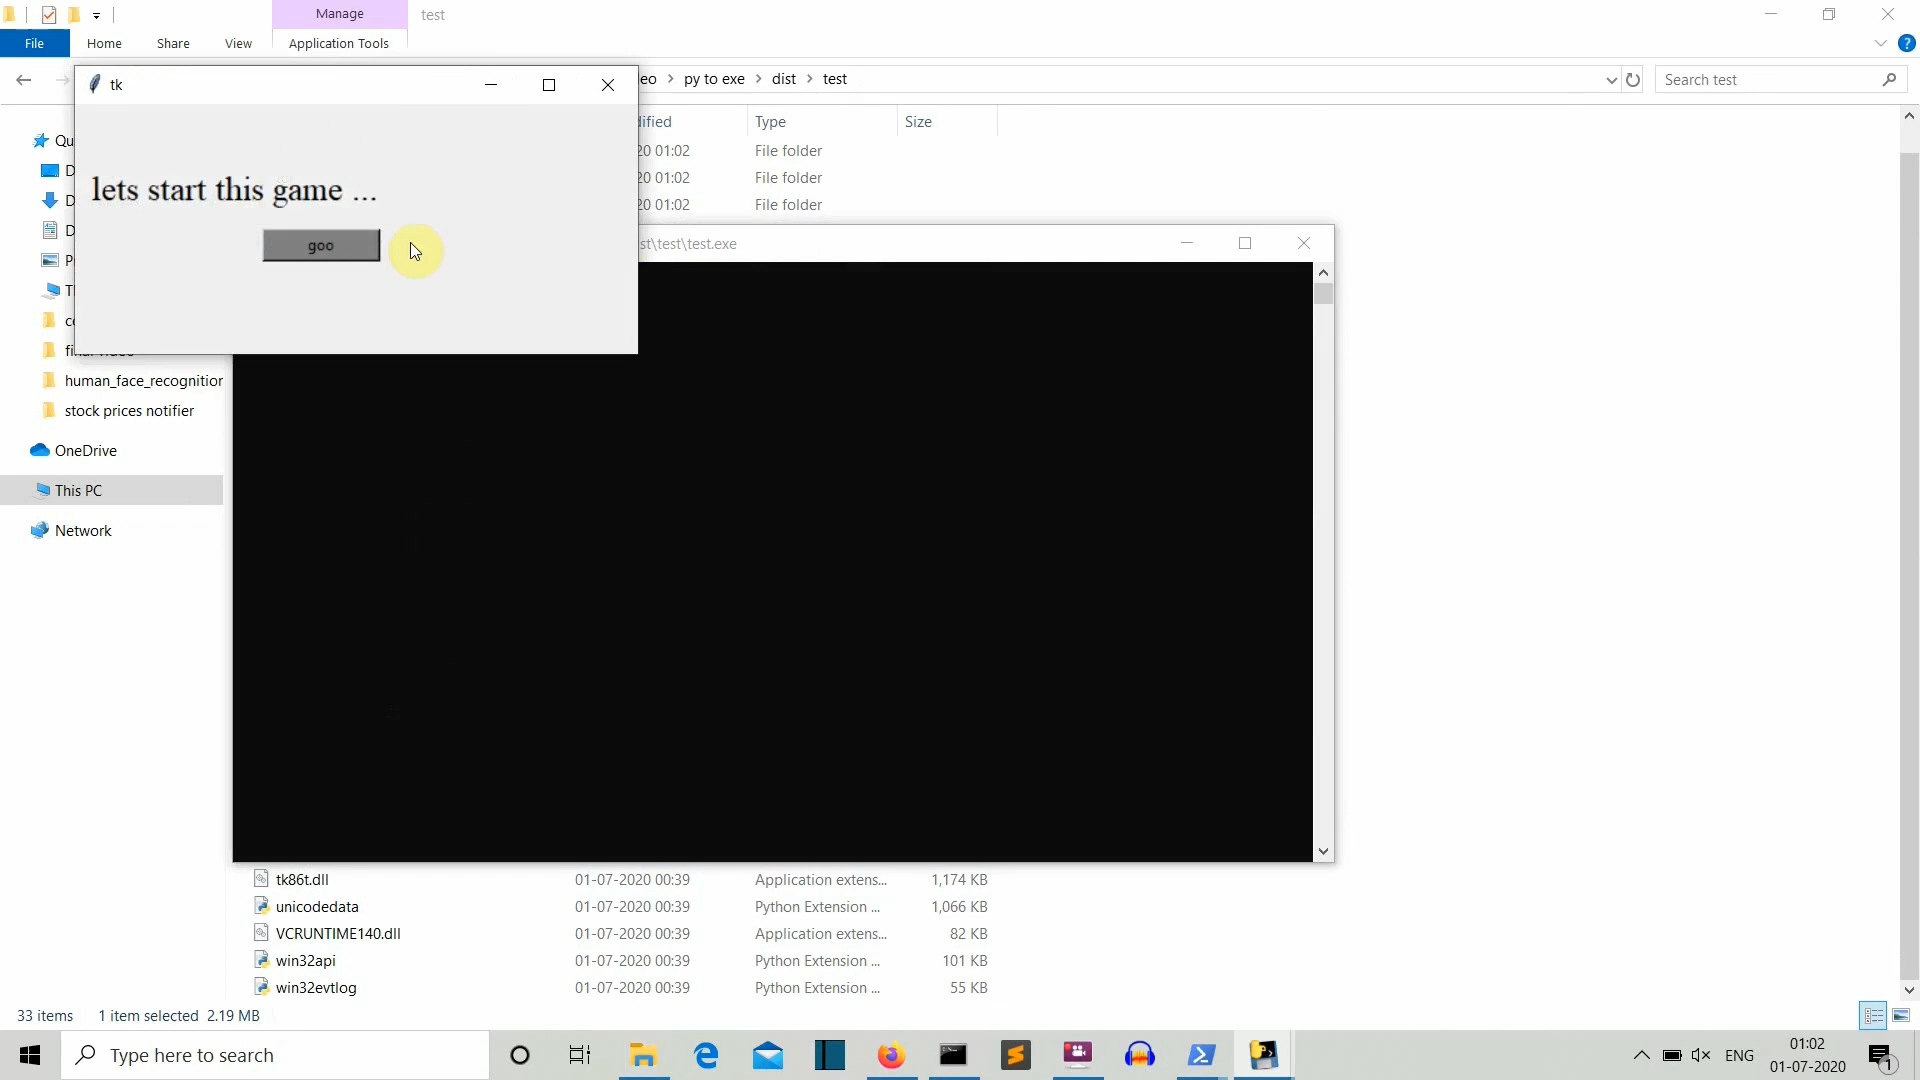 Manage
test
File
Home
Share
View
Application Tools
tk
py to exe
dist
test
Search test
Type
Size
01:02
File folder
01:02
File folder
01:02
File folder
lets start this game ...
goo
st\test\test.exe
human_face_recognition
stock prices notifier
OneDrive
This PC
Network
tk86t.dll 01-07-2020 00:39 Application extens... 1,174 KB
unicodedata 01-07-2020 00:39 Python Extension ... 1,066 KB
VCRUNTIME140.dll 01-07-2020 00:39 Application extens... 82 KB
win32api 01-07-2020 00:39 Python Extension ... 101 KB
win32evtlog 01-07-2020 00:39 Python Extension ... 55 KB
33 items 1 item selected 2.19 MB
Type here to search
ENG
01:02
01-07-2020
1